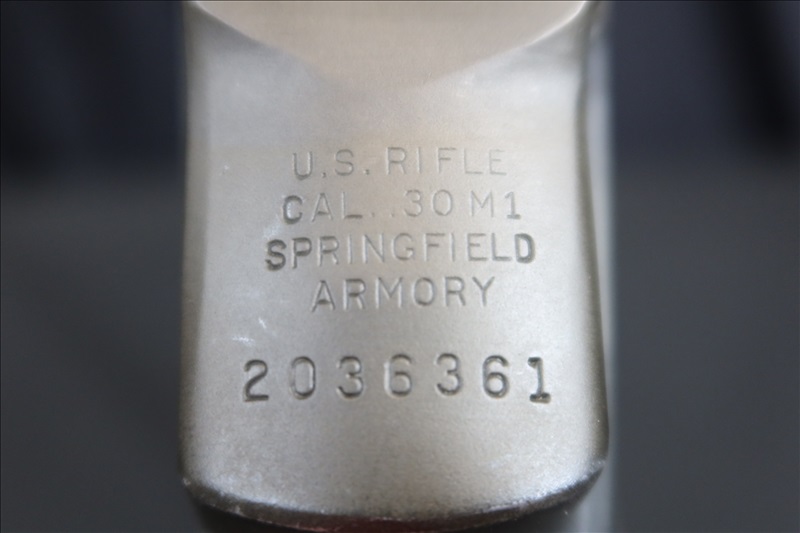 U.S. RIFLE
CAL. .30 M1
SPRINGFIELD
ARMORY
2036361